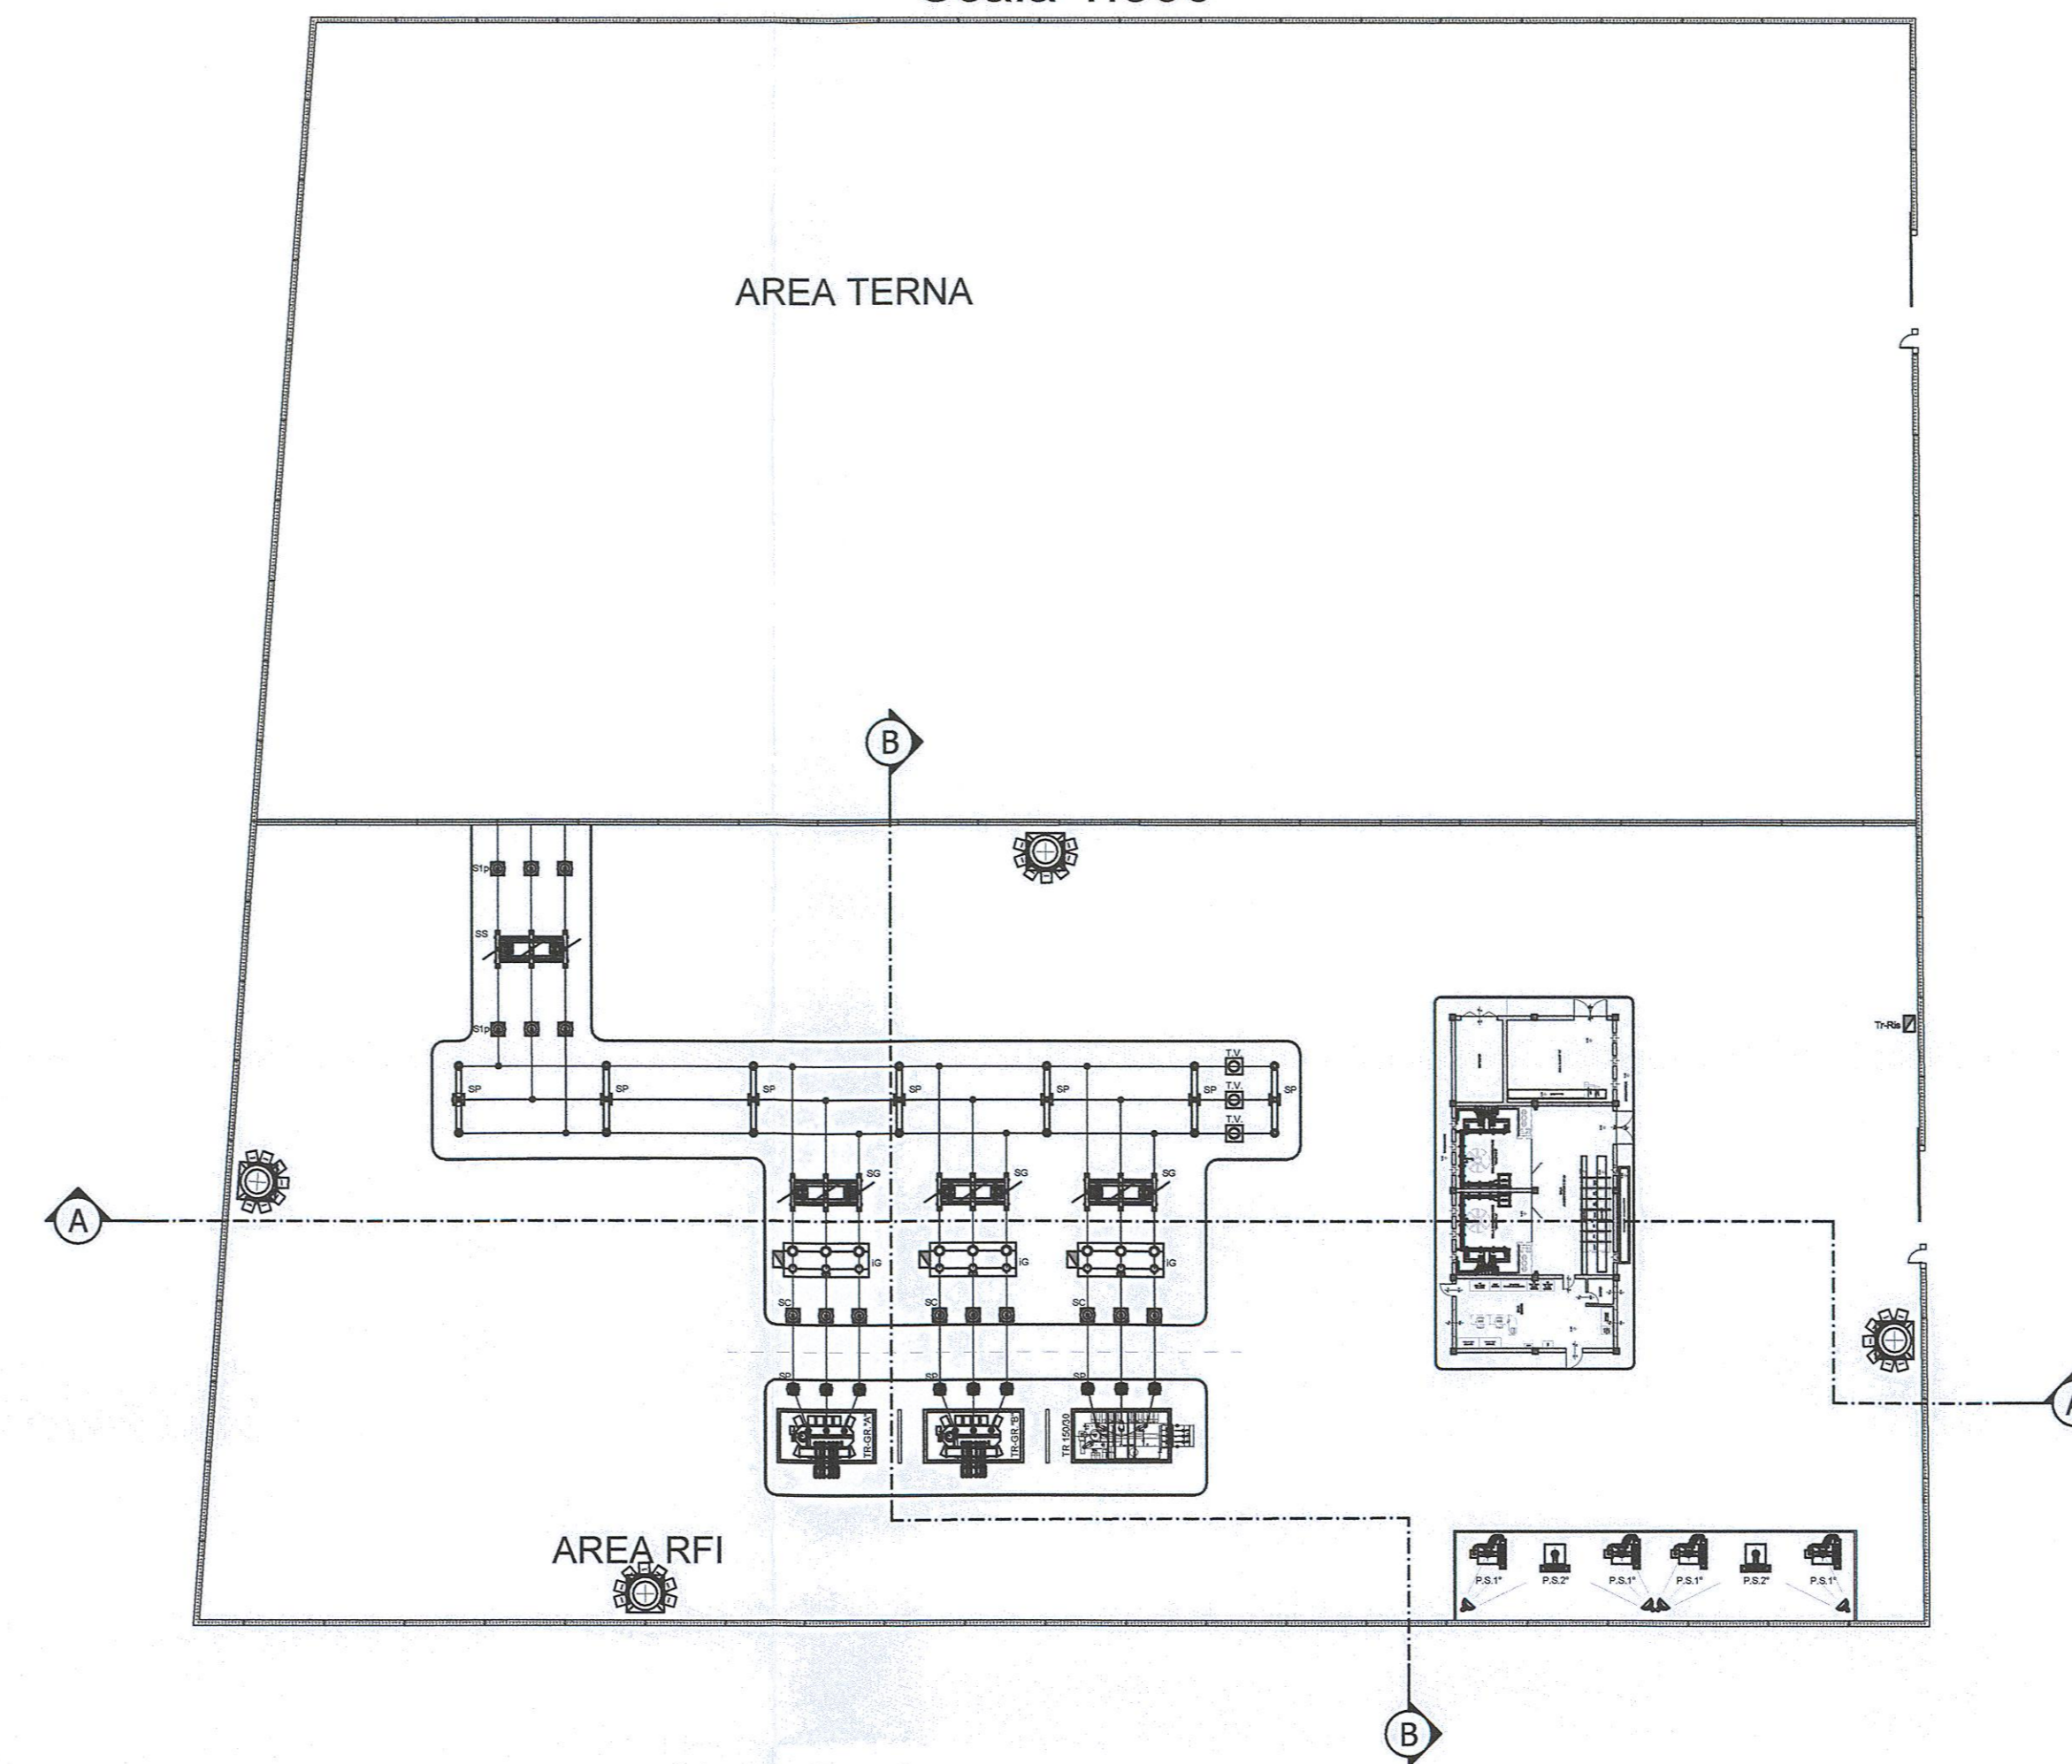 AREA TERNA
B
S1p
SS
S1p
Tr-Ris
T.V.
SP
SP
SP
SP
SP
SP
SP
T.V.
T.V.
SG
SG
SG
A
IG
IG
IG
SC
SC
SC
Sp
Sp
Sp
TR-GR."A"
TR-GR."B"
TR 150/30
AREA RFI
P.S.1°
P.S.2°
P.S.1°
P.S.1°
P.S.2°
P.S.1°
B